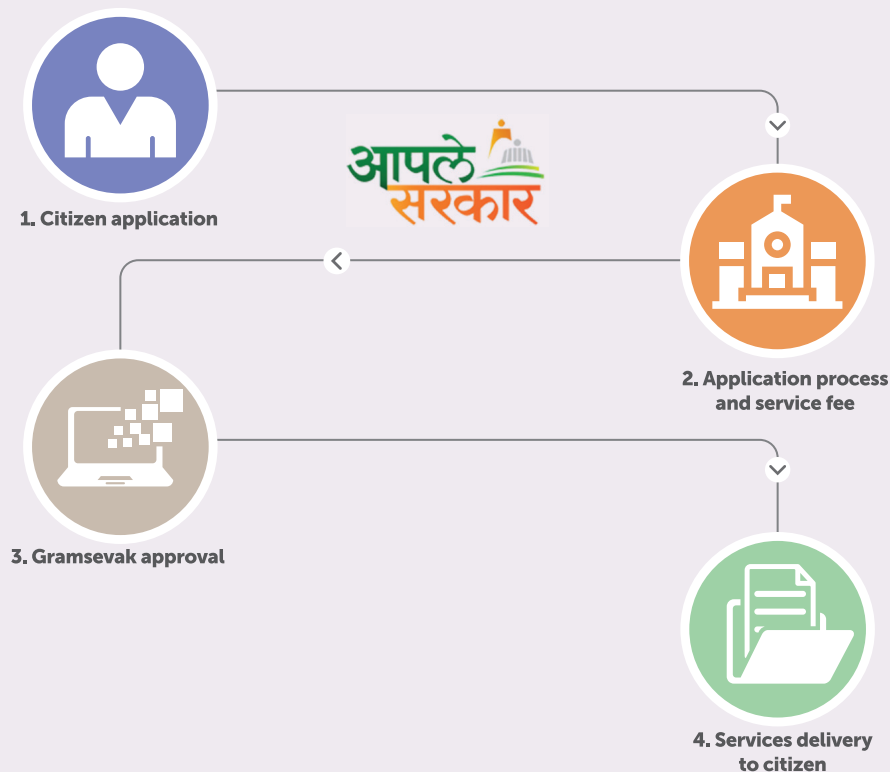 आपले
सरकार
1. Citizen application
2. Application process
and service fee
3. Gramsevak approval
4. Services delivery
to citizen